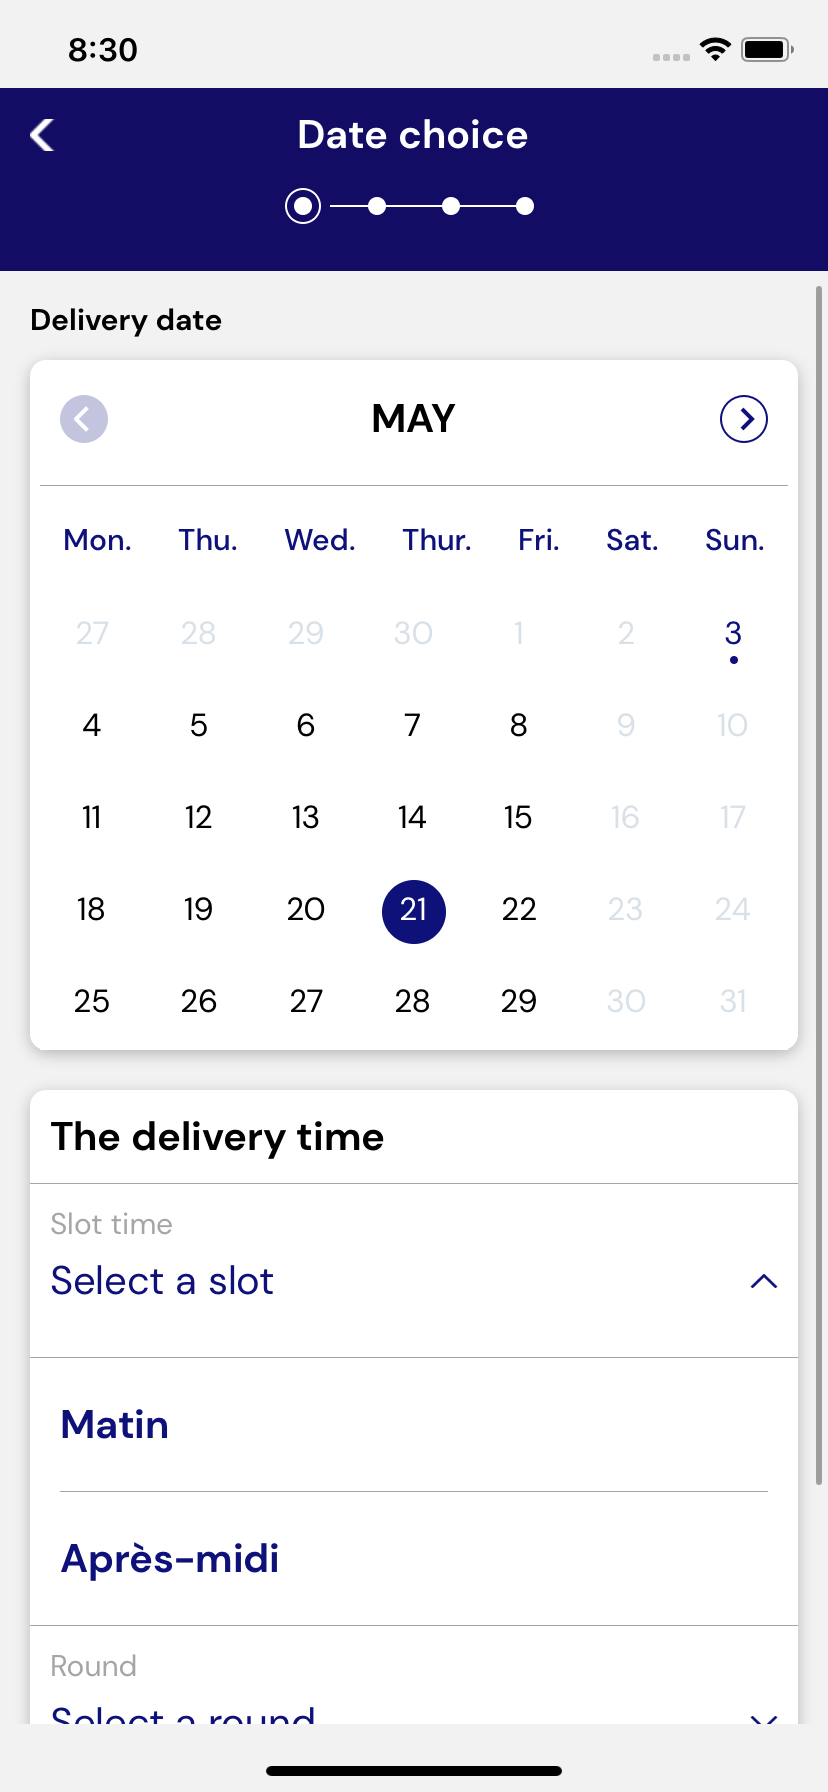 8:30
Date choice
Delivery date
MAY
Mon. Thu. Wed. Thur. Fri. Sat. Sun.
27 28 29 30 1 2 3
4 5 6 7 8 9 10
11 12 13 14 15 16 17
18 19 20 21 22 23 24
25 26 27 28 29 30 31
The delivery time
Slot time
Select a slot
Matin
Après-midi
Round
Select a round